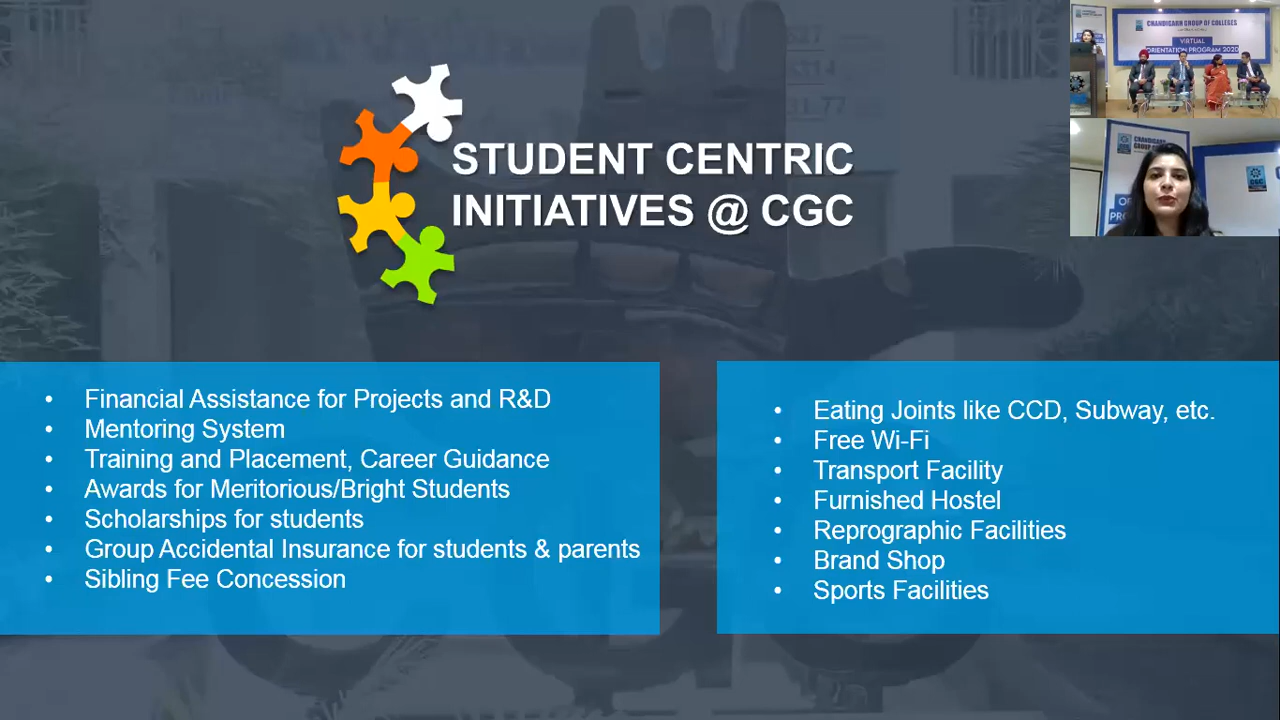 STUDENT CENTRIC
INITIATIVES @ CGC
• Financial Assistance for Projects and R&D
• Mentoring System
• Training and Placement, Career Guidance
• Awards for Meritorious/Bright Students
• Scholarships for students
• Group Accidental Insurance for students & parents
• Sibling Fee Concession
• Eating Joints like CCD, Subway, etc.
• Free Wi-Fi
• Transport Facility
• Furnished Hostel
• Reprographic Facilities
• Brand Shop
• Sports Facilities
CHANDIGARH GROUP OF COLLEGES
VIRTUAL
ORIENTATION PROGRAM 2020
CHANDIGARH
GROUP
CGC